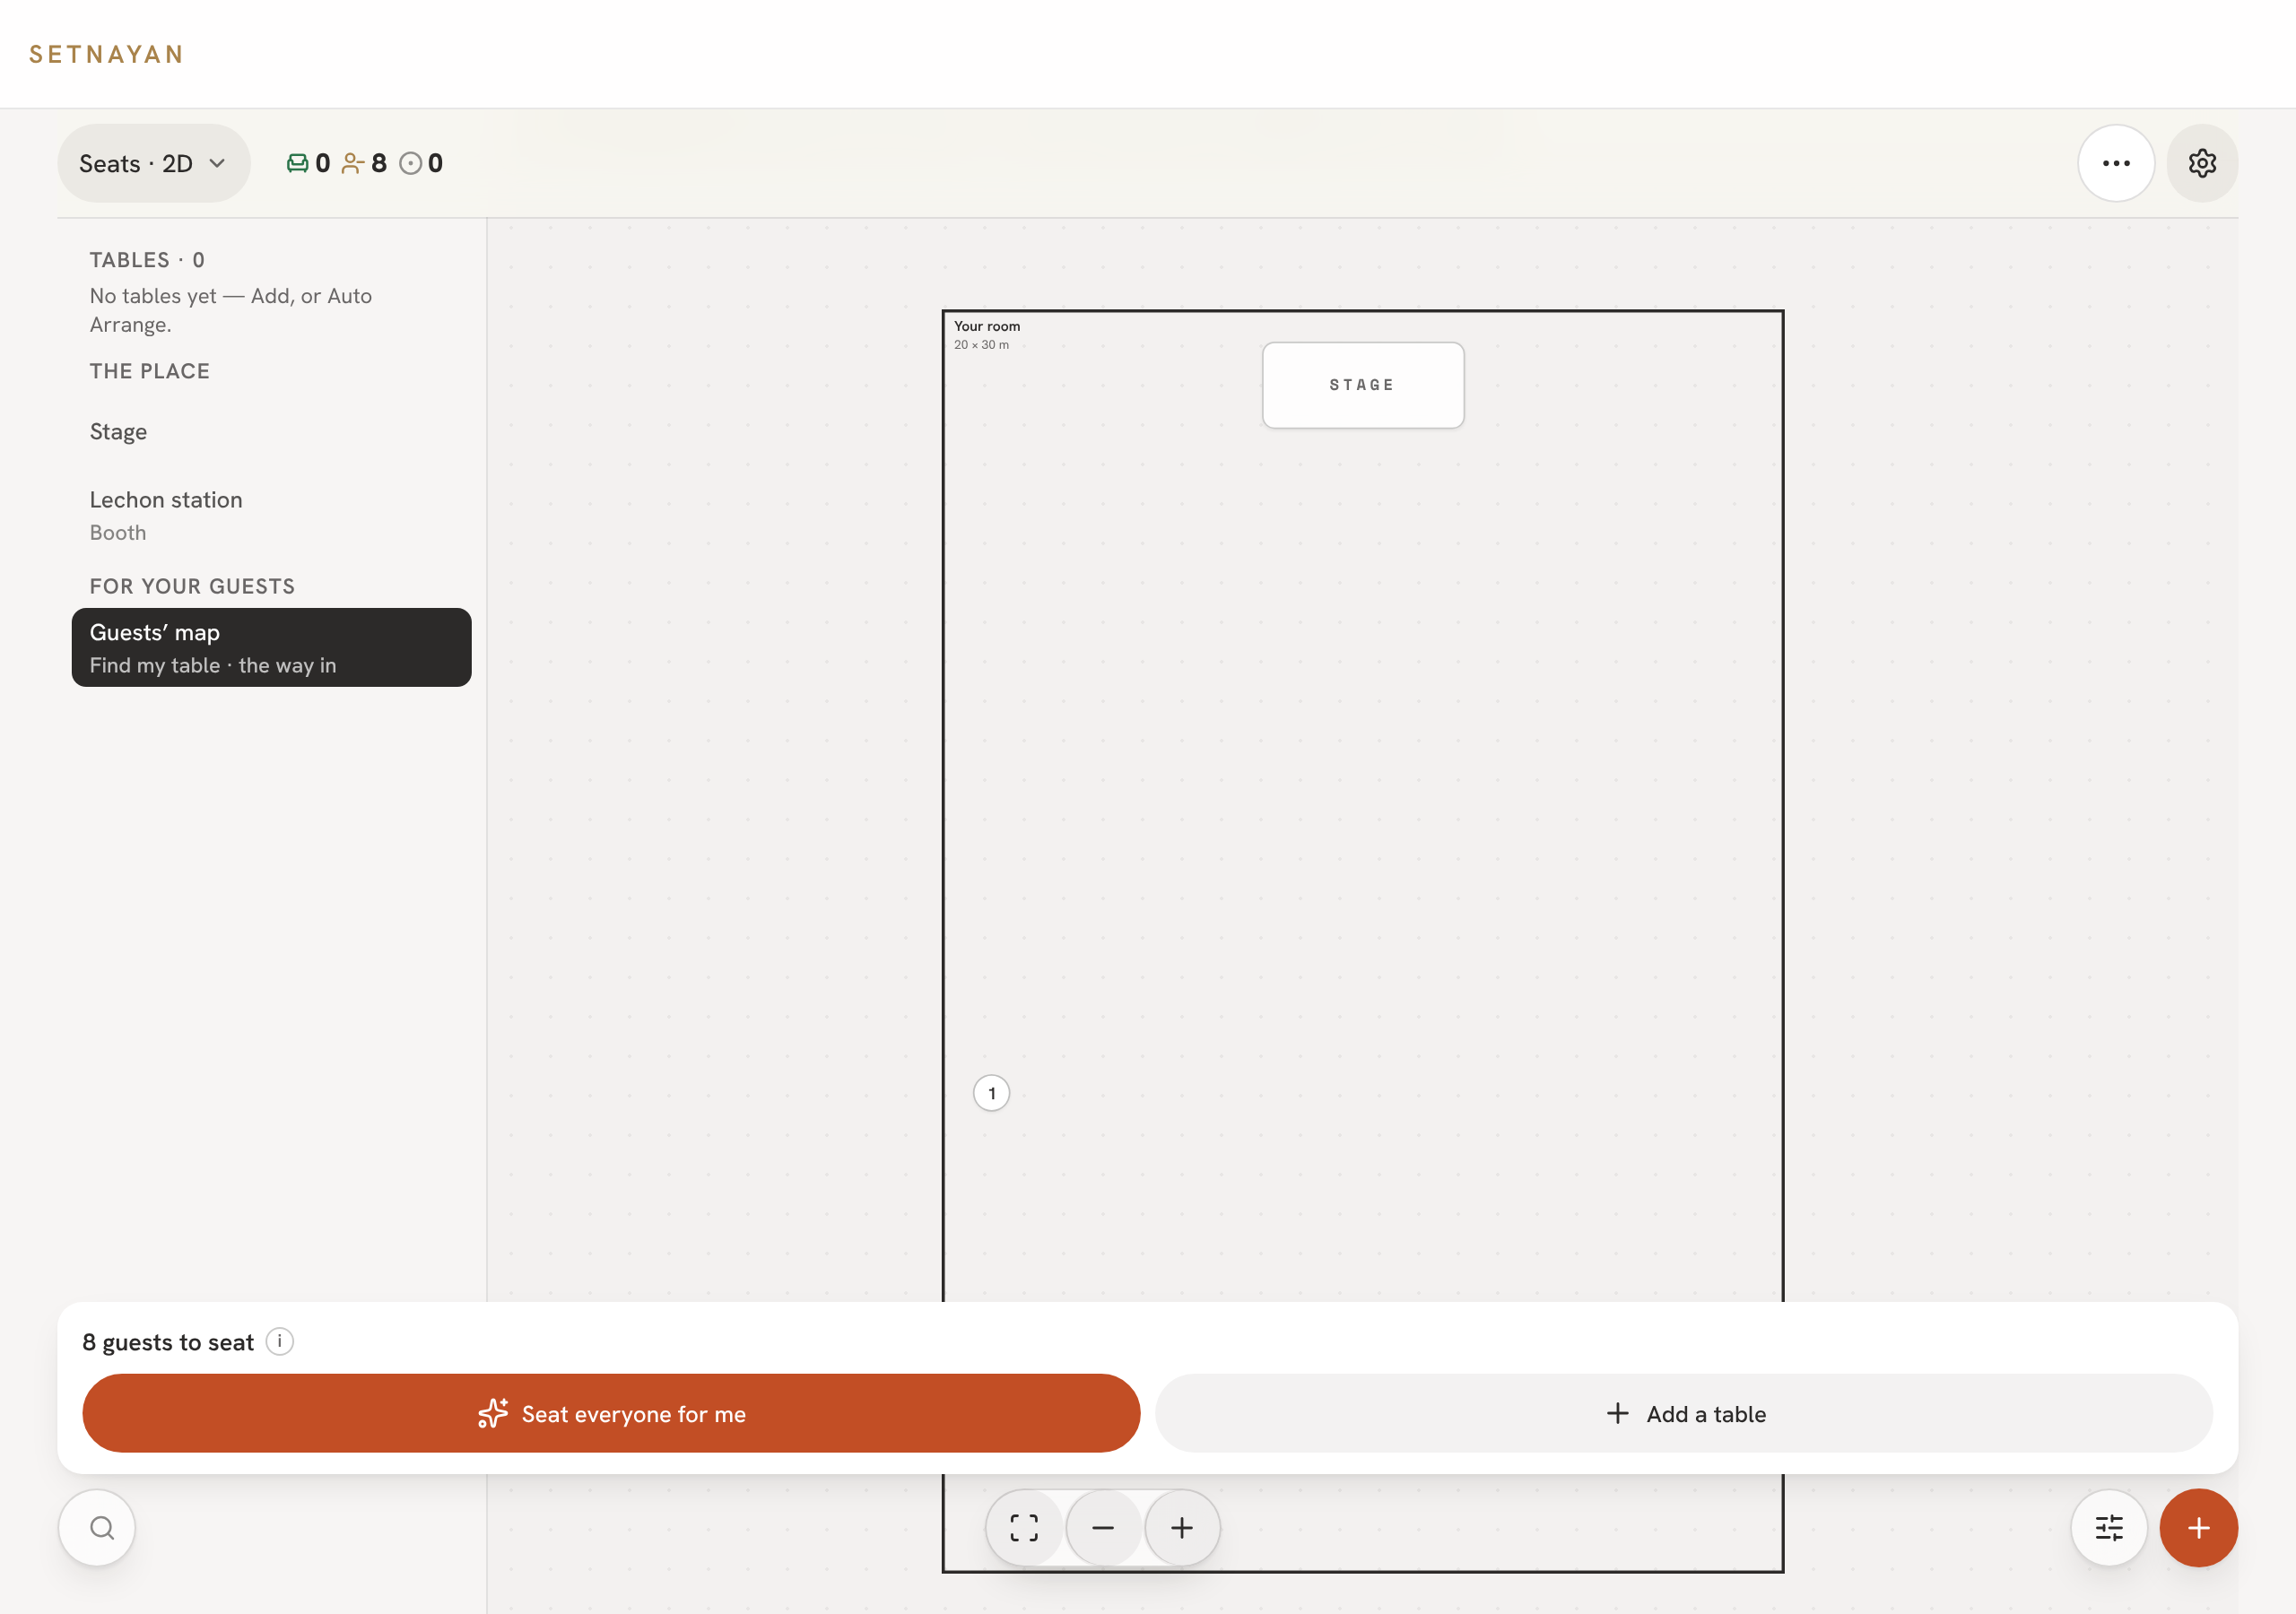 SETNAYAN
Seats · 2D
0 8 0
TABLES · 0
No tables yet — Add, or Auto
Arrange.
THE PLACE
Stage
Lechon station
Booth
FOR YOUR GUESTS
Guests’ map
Find my table · the way in
Your room
20 × 30 m
STAGE
1
8 guests to seat i
Seat everyone for me
Add a table